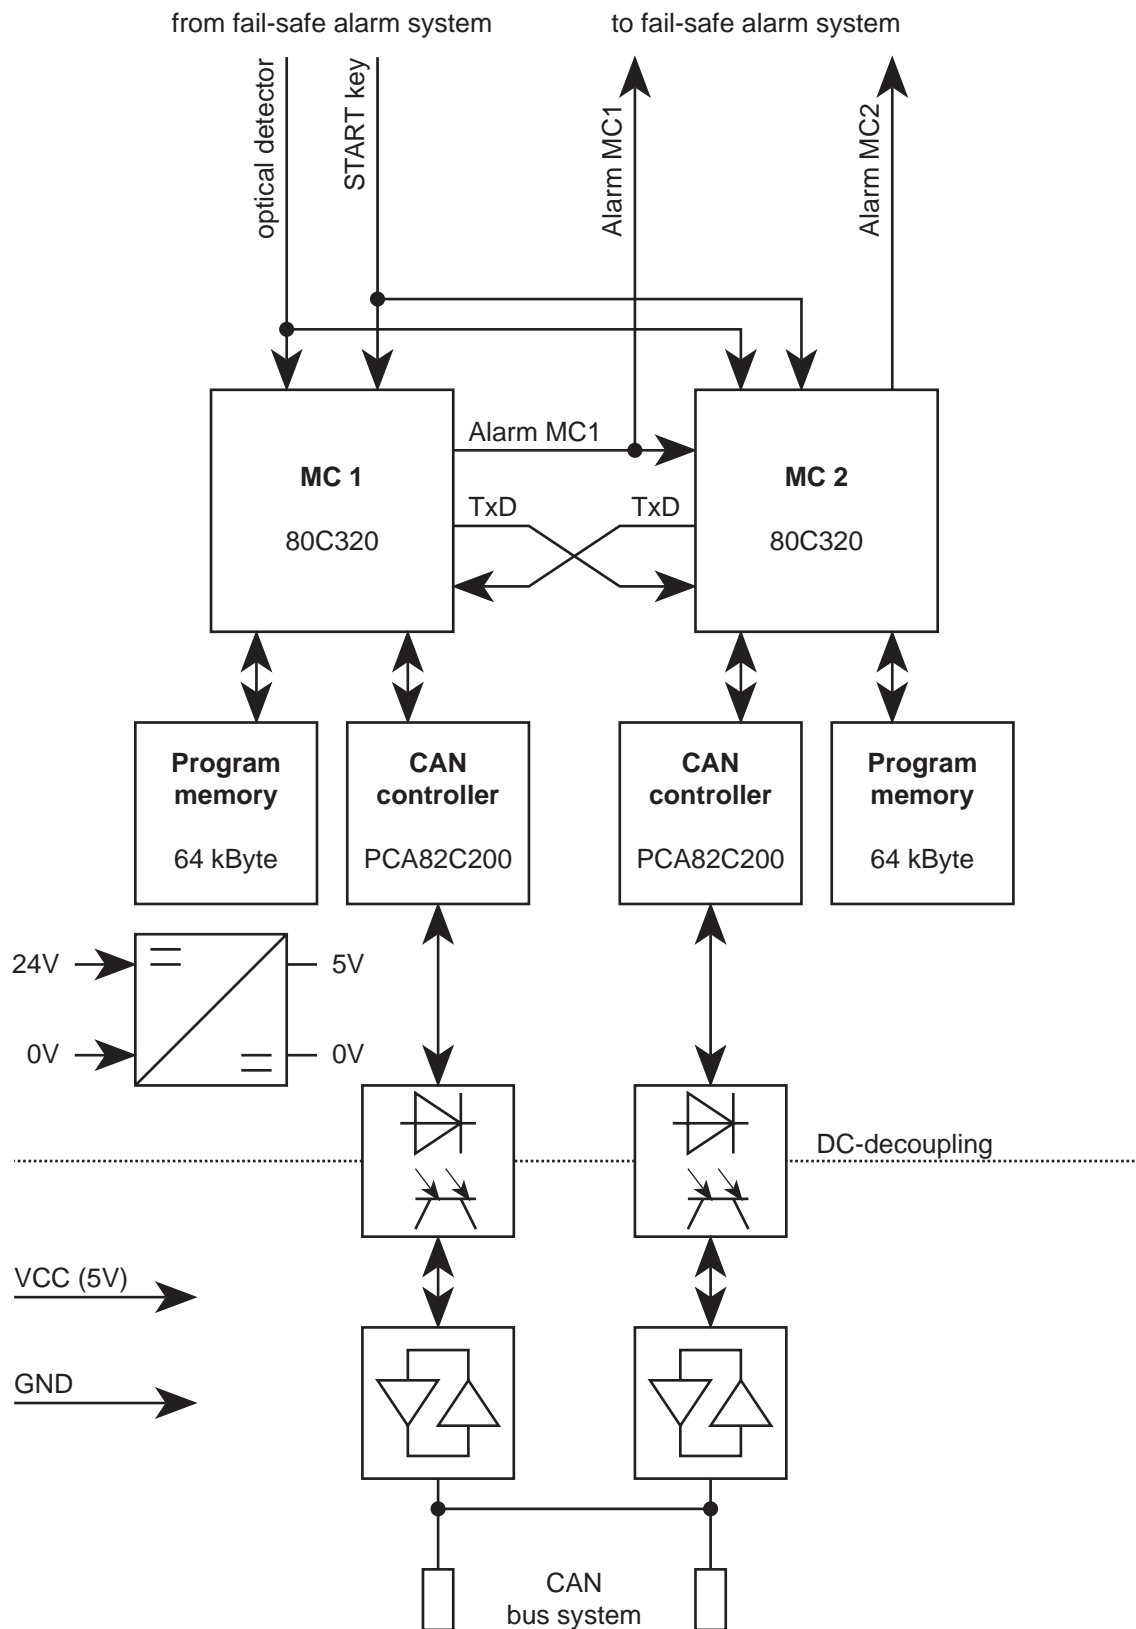 from fail-safe alarm system
to fail-safe alarm system
optical detector
START key
Alarm MC1
Alarm MC2
Alarm MC1
MC 1
80C320
TxD
TxD
MC 2
80C320
Program
memory
64 kByte
CAN
controller
PCA82C200
CAN
controller
PCA82C200
Program
memory
64 kByte
24V
5V
0V
0V
DC-decoupling
VCC (5V)
GND
CAN
bus system